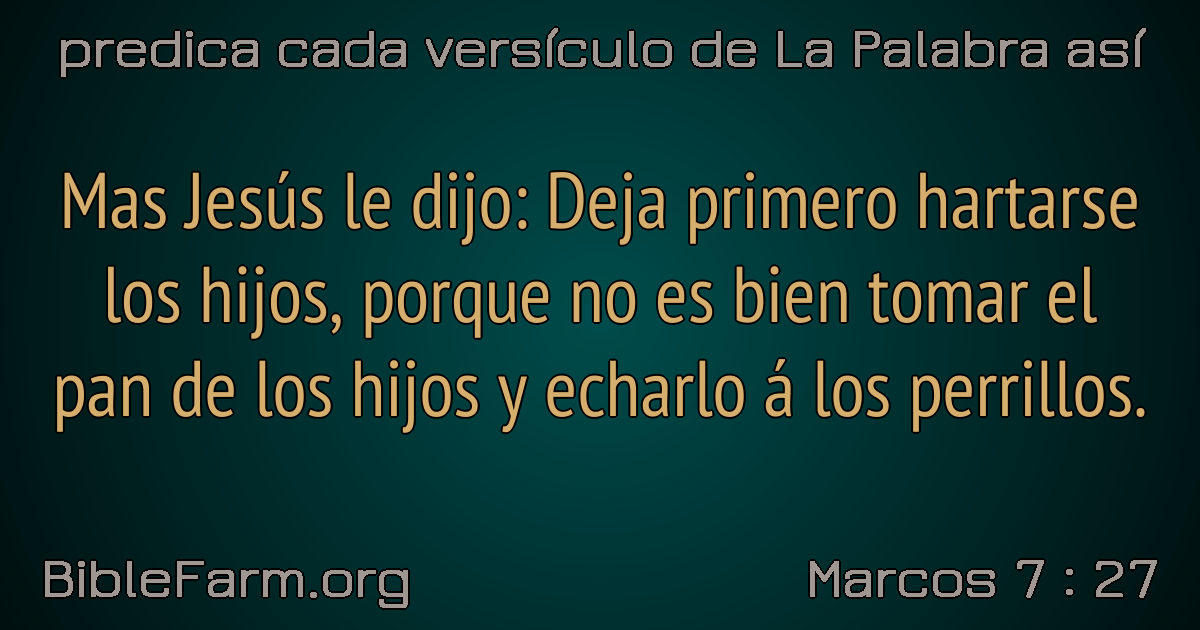 predica cada versículo de La Palabra así
Mas Jesús le dijo: Deja primero hartarse
los hijos, porque no es bien tomar el
pan de los hijos y echarlo á los perrillos.
BibleFarm.org
Marcos 7 : 27